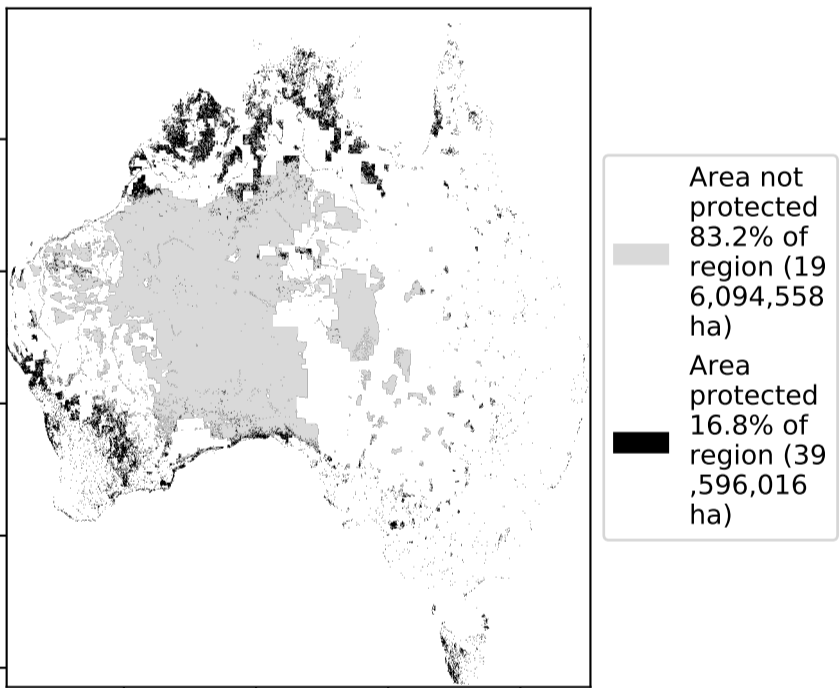 Area not
protected
83.2% of
region (19
6,094,558
ha)
Area
protected
16.8% of
region (39
,596,016
ha)